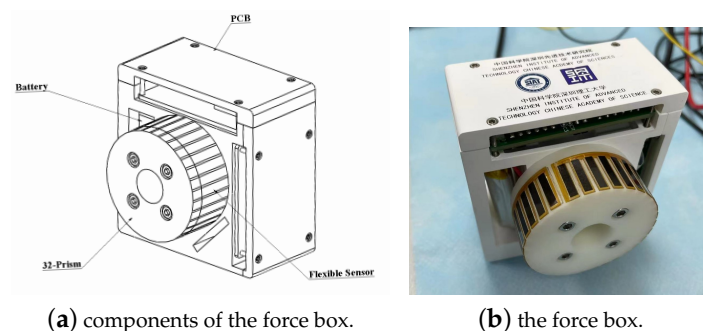 PCB
Battery
32-Prism
Flexible Sensor
中国科学院深圳先进技术研究院
SHENZHEN INSTITUTE OF ADVANCED
TECHNOLOGY CHINESE ACADEMY OF SCIENCES
SIAT
中国科学院深圳理工大学
SHENZHEN INSTITUTE OF ADVANCED
TECHNOLOGY CHINESE ACADEMY OF SCIENCE
(a) components of the force box.
(b) the force box.